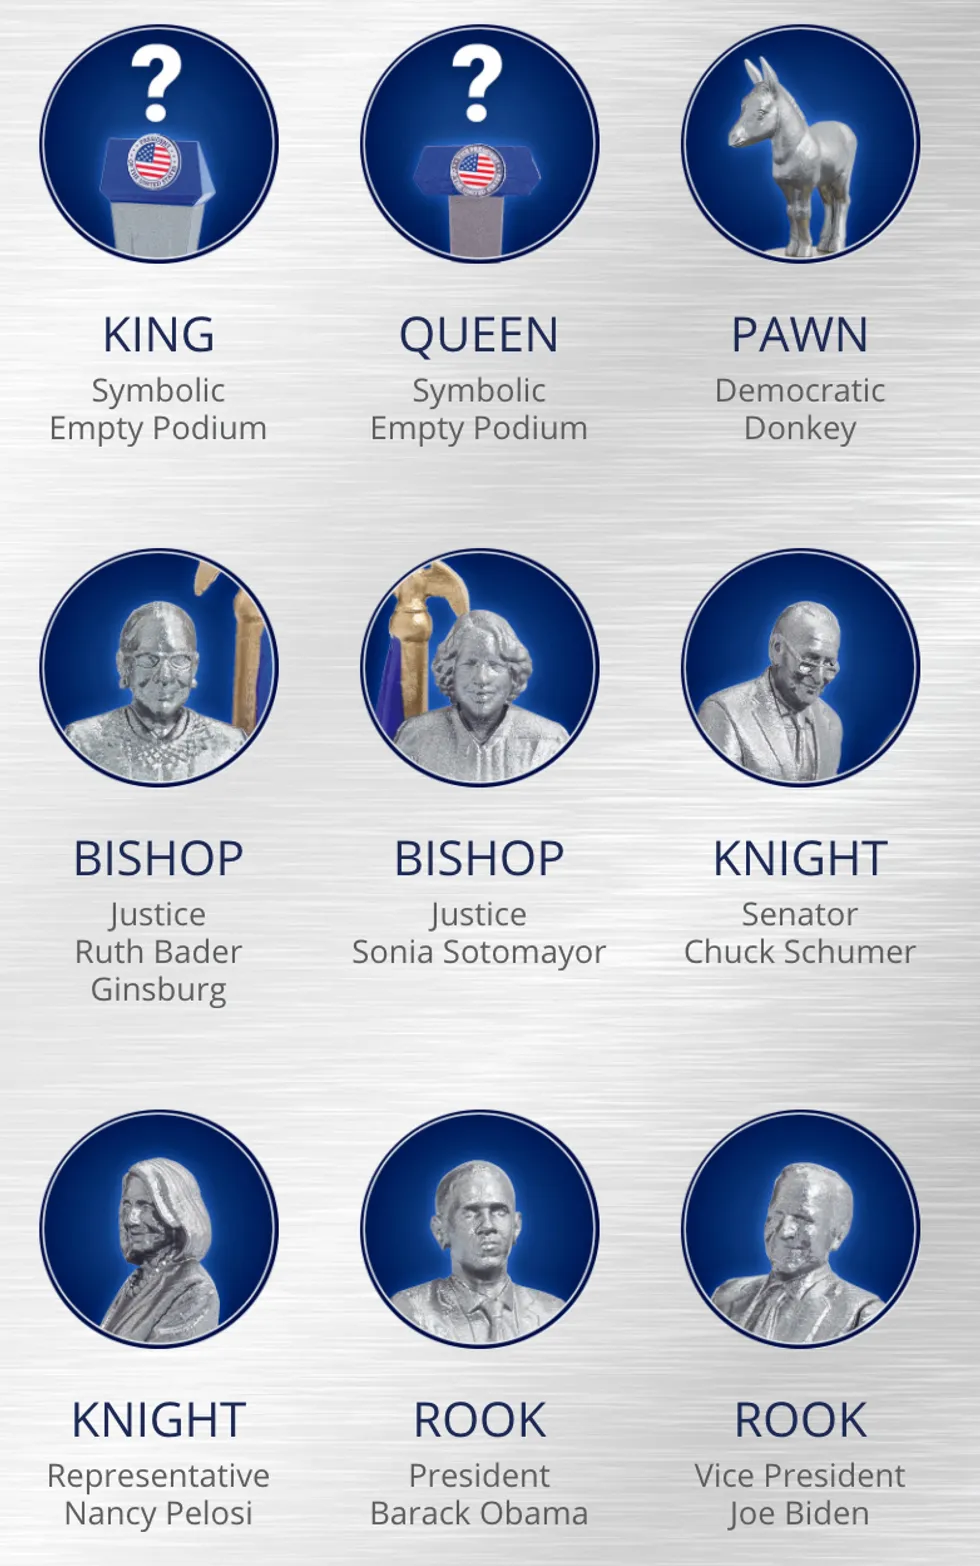 ?
?
PRESIDENT
KING
QUEEN
PAWN
Symbolic
Symbolic
Democratic
Empty Podium
Empty Podium
Donkey
BISHOP
BISHOP
KNIGHT
Justice
Justice
Senator
Ruth Bader
Sonia Sotomayor
Chuck Schumer
Ginsburg
KNIGHT
ROOK
ROOK
Representative
President
Vice President
Nancy Pelosi
Barack Obama
Joe Biden